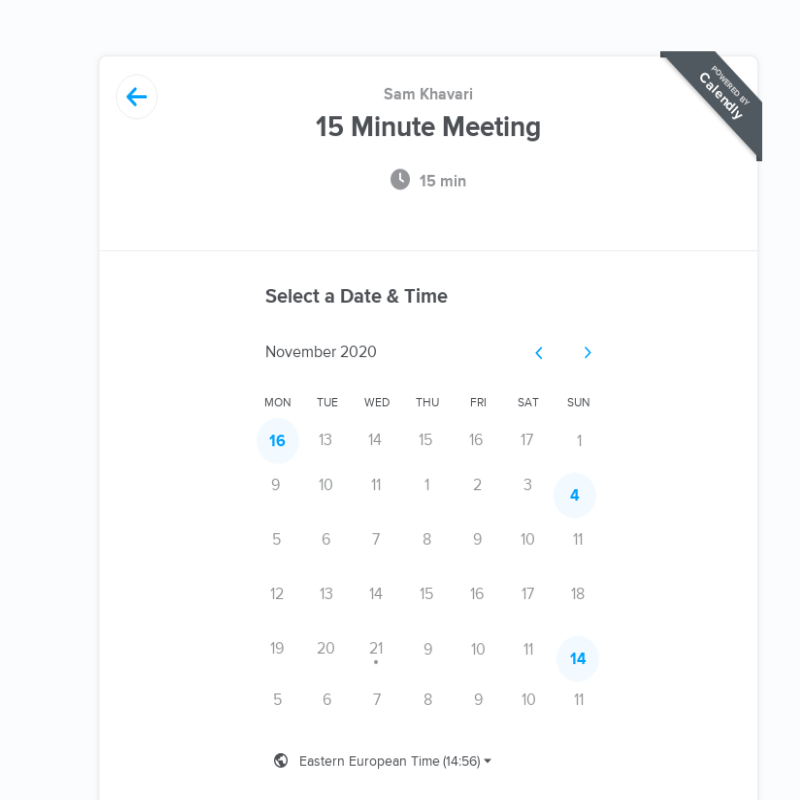 Sam Khavari
15 Minute Meeting
POWERED BY
Calendly
15 min
Select a Date & Time
November 2020
MON TUE WED THU FRI SAT SUN
16 13 14 15 16 17 1
9 10 11 1 2 3 4
5 6 7 8 9 10 11
12 13 14 15 16 17 18
19 20 21 9 10 11 14
5 6 7 8 9 10 11
Eastern European Time (14:56)